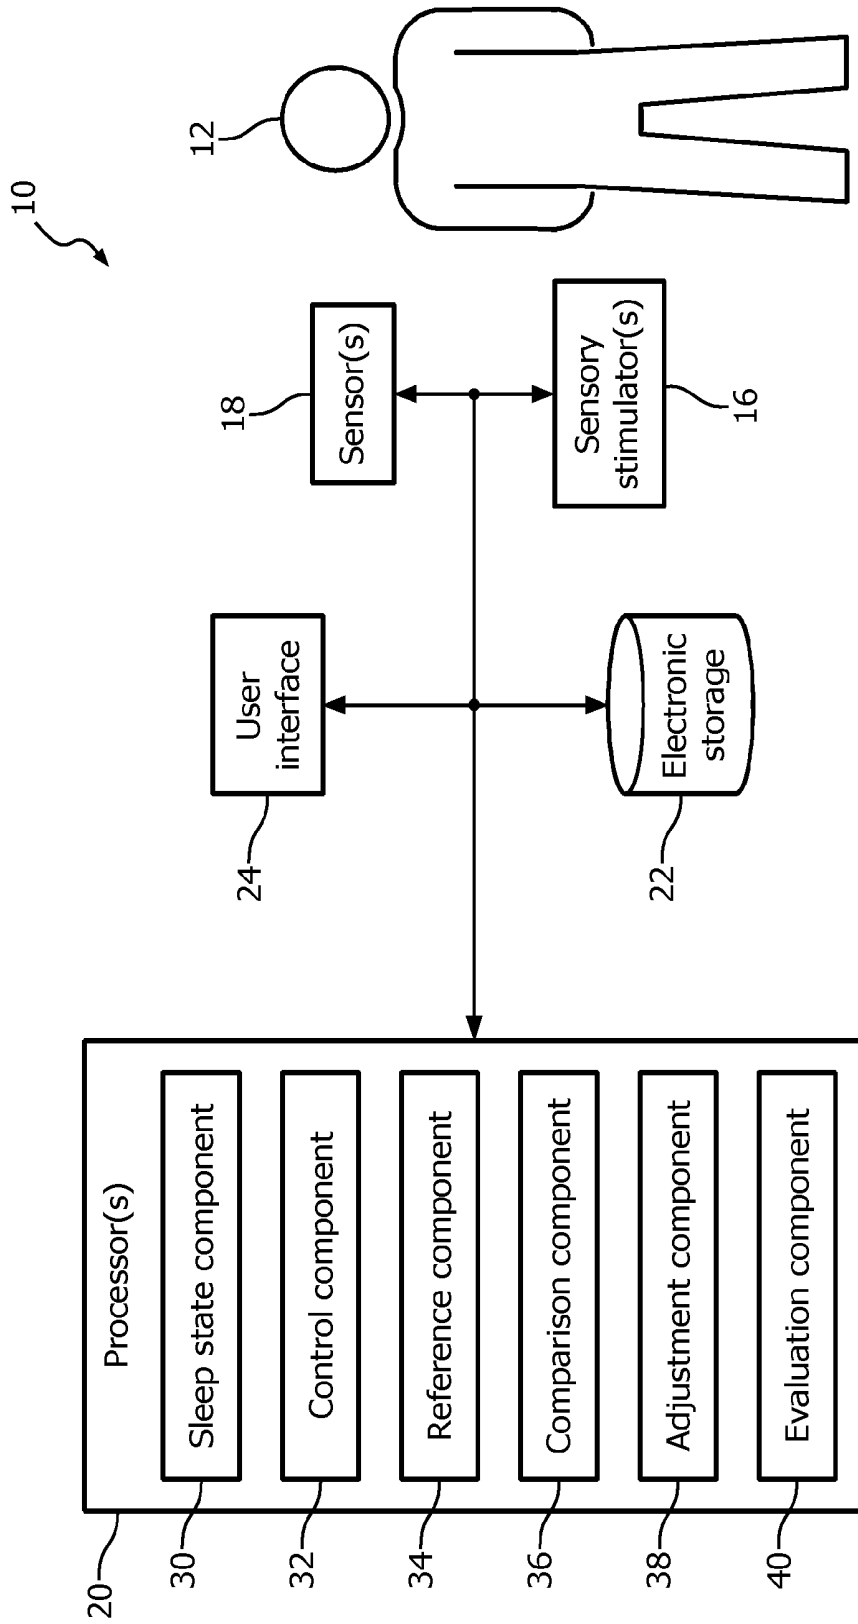 10
12
Processor(s)
20
Sleep state component
30
Control component
32
Reference component
34
Comparison component
36
Adjustment component
38
Evaluation component
40
User
interface
24
Electronic
storage
22
Sensor(s)
18
Sensory
stimulator(s)
16